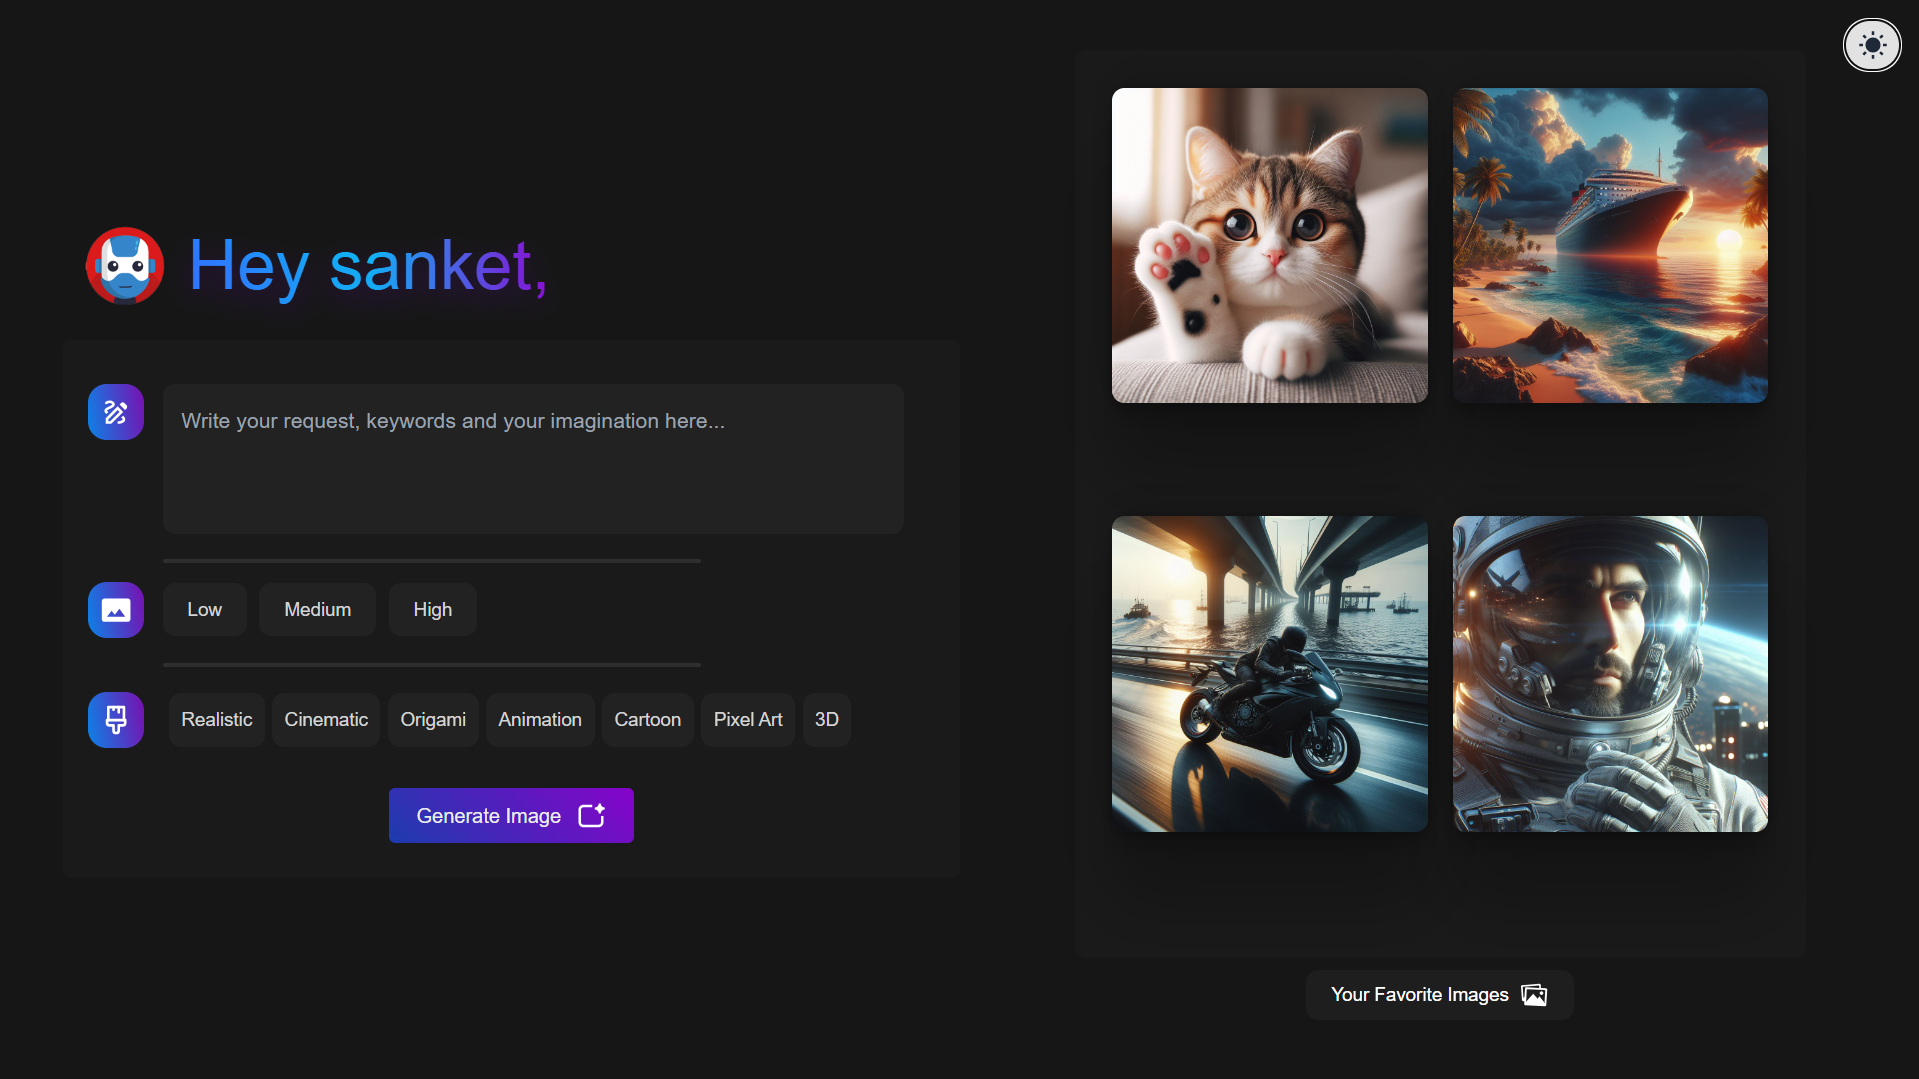 Hey sanket,
Write your request, keywords and your imagination here...
Low Medium High
Realistic Cinematic Origami Animation Cartoon Pixel Art 3D
Generate Image
Your Favorite Images